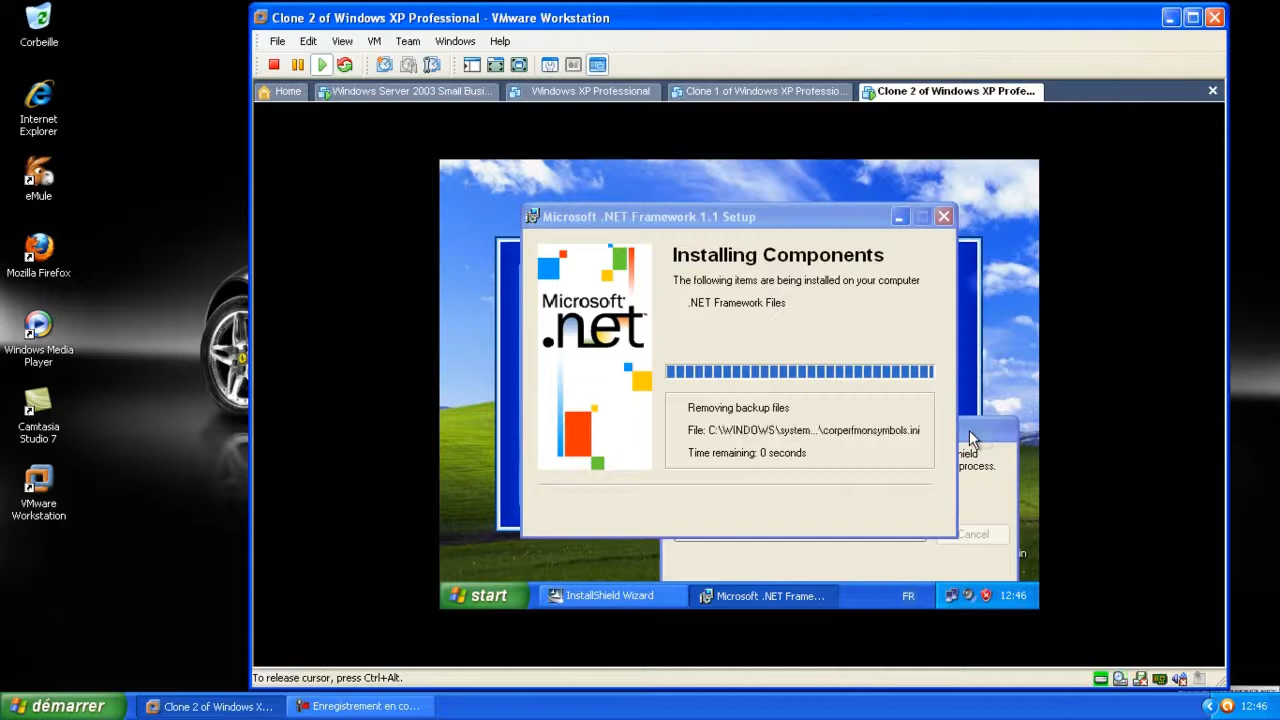 Corbeille
Internet
Explorer
eMule
Mozilla Firefox
Windows Media
Player
Camtasia
Studio 7
VMware
Workstation
Clone 2 of Windows XP Professional - VMware Workstation
File Edit View VM Team Windows Help
Home Windows Server 2003 Small Busi... Windows XP Professional Clone 1 of Windows XP Professio... Clone 2 of Windows XP Profe...
Microsoft .NET Framework 1.1 Setup
Microsoft
.net
Installing Components
The following items are being installed on your computer
.NET Framework Files
Removing backup files
File: C:\WINDOWS\system...\corperfmonsymbols.ini
Time remaining: 0 seconds
process.
Cancel
in
start InstallShield Wizard Microsoft .NET Frame... FR 12:46
To release cursor, press Ctrl+Alt.
démarrer Clone 2 of Windows X... Enregistrement en co... 12:46